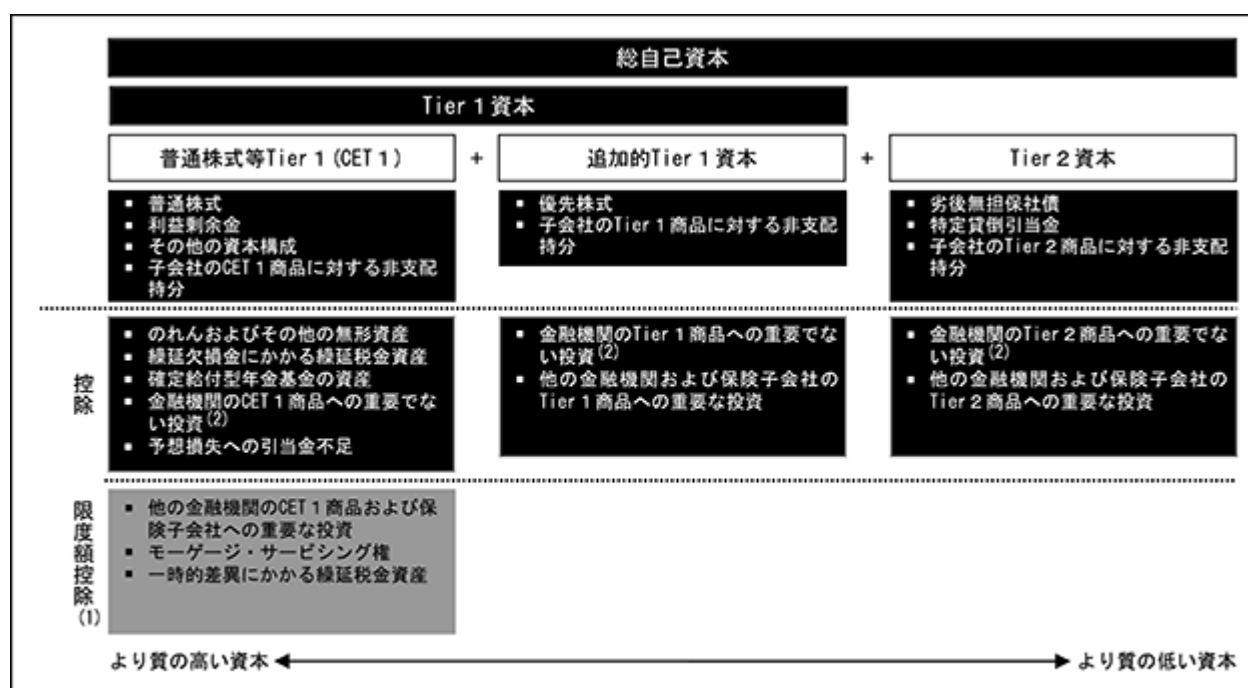 総自己資本
Tier 1 資本
普通株式等Tier 1 (CET 1)
+
追加的Tier 1 資本
+
Tier 2 資本
▪ 普通株式
▪ 利益剰余金
▪ その他の資本構成
▪ 子会社のCET 1 商品に対する非支配
持分
▪ 優先株式
▪ 子会社のTier 1 商品に対する非支配
持分
▪ 劣後無担保社債
▪ 特定貸倒引当金
▪ 子会社のTier 2 商品に対する非支配
持分
控除
▪ のれんおよびその他の無形資産
▪ 繰延欠損金にかかる繰延税金資産
▪ 確定給付型年金基金の資産
▪ 金融機関のCET 1 商品への重要でな
い投資(2)
▪ 予想損失への引当金不足
▪ 金融機関のTier 1 商品への重要でな
い投資(2)
▪ 他の金融機関および保険子会社の
Tier 1 商品への重要な投資
▪ 金融機関のTier 2 商品への重要でな
い投資(2)
▪ 他の金融機関および保険子会社の
Tier 2 商品への重要な投資
限度額控除(1)
▪ 他の金融機関のCET 1 商品および保
険子会社への重要な投資
▪ モーゲージ・サービシング権
▪ 一時的差異にかかる繰延税金資産
より質の高い資本
より質の低い資本